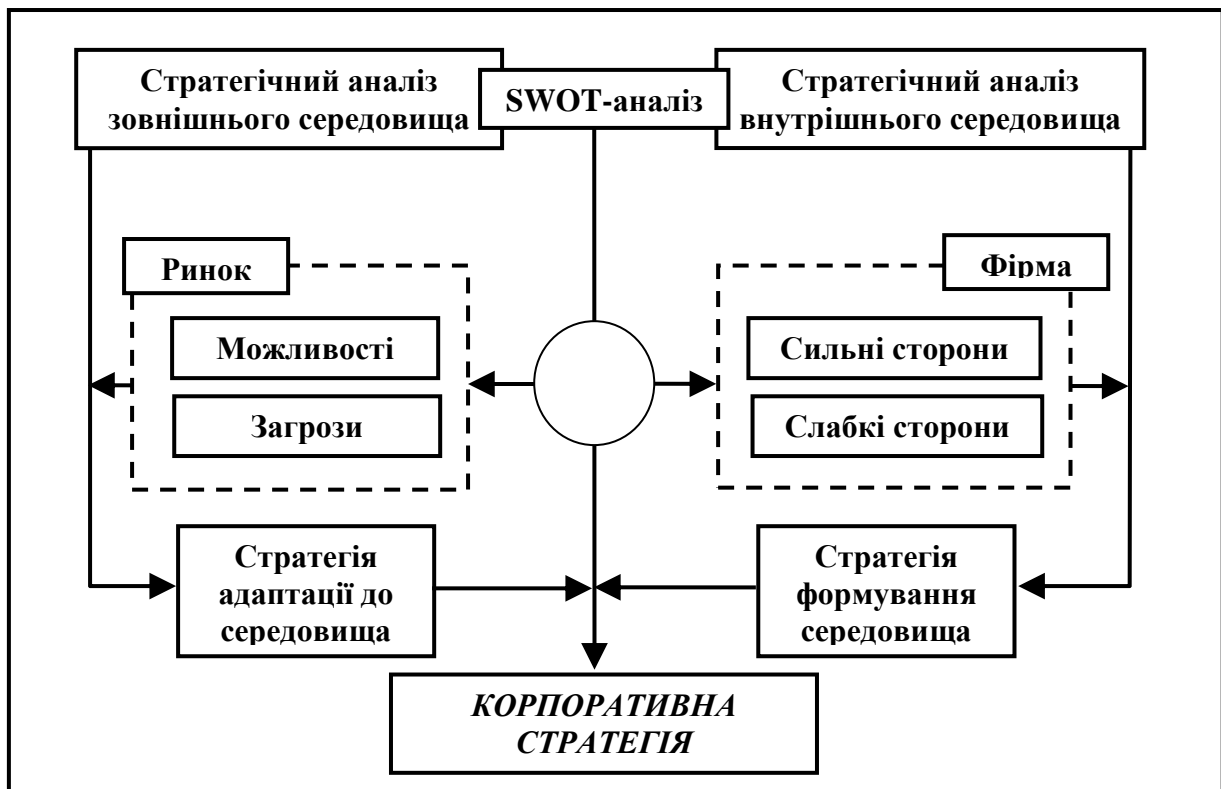 Стратегічний аналіз
зовнішнього середовища
SWOT-аналіз
Стратегічний аналіз
внутрішнього середовища
Ринок
Можливості
Загрози
Фірма
Сильні сторони
Слабкі сторони
Стратегія
адаптації до
середовища
Стратегія
формування
середовища
КОРПОРАТИВНА
СТРАТЕГІЯ